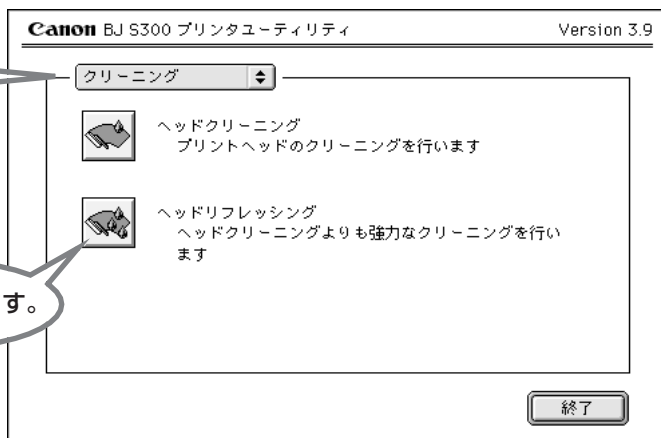 Canon BJ S300 プリンタユーティリティ Version 3.9
クリーニング
ヘッドクリーニング
プリントヘッドのクリーニングを行います
ヘッドリフレッシング
ヘッドクリーニングよりも強力なクリーニングを行い
ます
す。
終了